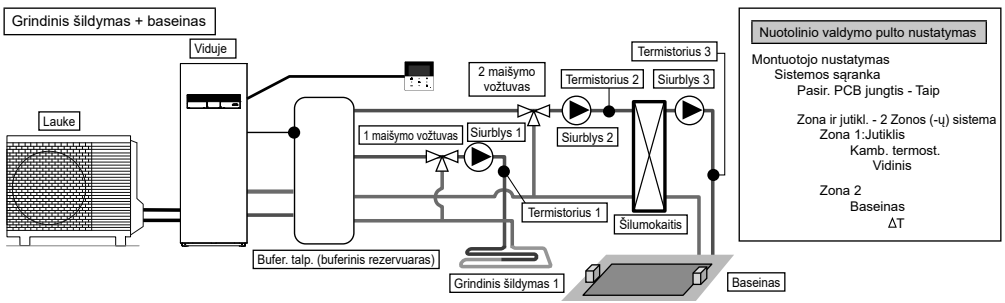 Grindinis šildymas + baseinas
Viduje
Lauke
2 maišymo
vožtuvas
Termistorius 2
Siurblys 3
Termistorius 3
1 maišymo vožtuvas
Siurblys 1
Siurblys 2
Termistorius 1
Šilumokaitis
Bufer. talp. (buferinis rezervuaras)
Grindinis šildymas 1
Baseinas
Nuotolinio valdymo pulto nustatymas
Montuotojo nustatymas
Sistemos sąranka
Pasir. PCB jungtis - Taip
Zona ir jutikl. - 2 Zonos (-ų) sistema
Zona 1:Jutiklis
Kamb. termost.
Vidinis
Zona 2
Baseinas
ΔT